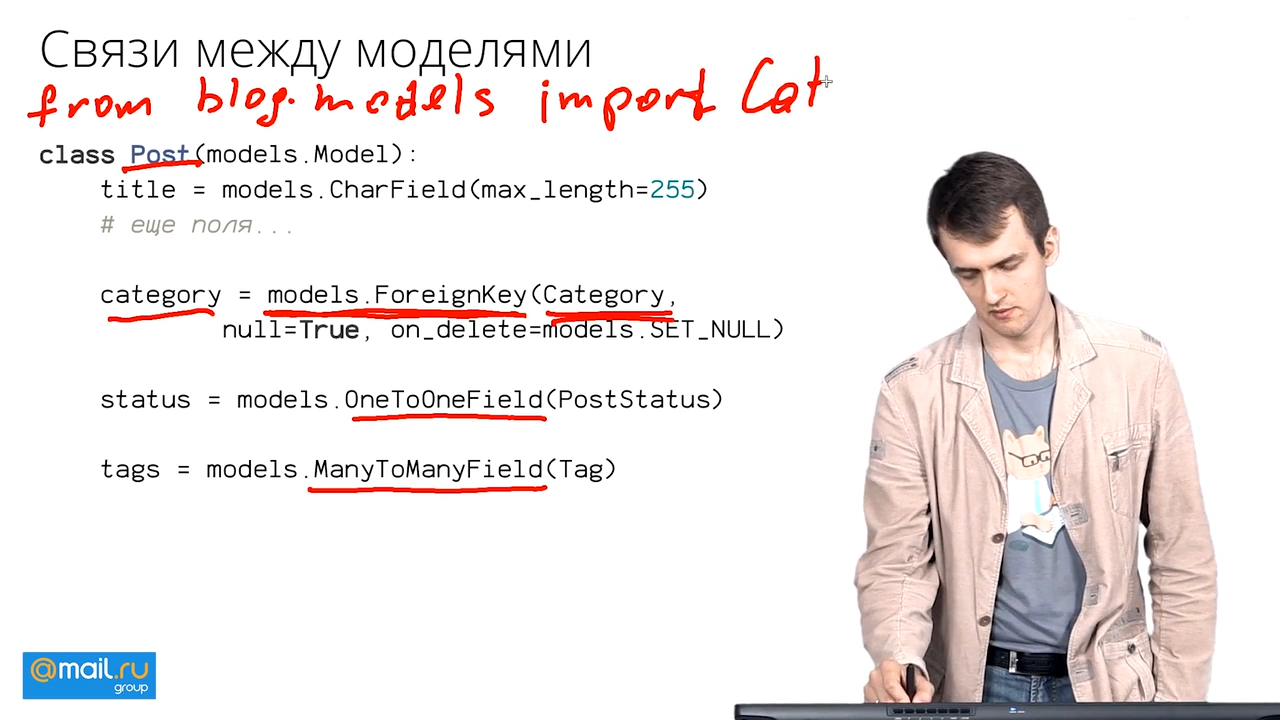 Связи между моделями
from blog.models import Cat
class Post(models.Model):
title = models.CharField(max_length=255)
# еще поля...
category = models.ForeignKey(Category,
null=True, on_delete=models.SET_NULL)
status = models.OneToOneField(PostStatus)
tags = models.ManyToManyField(Tag)
@mail.ru
group